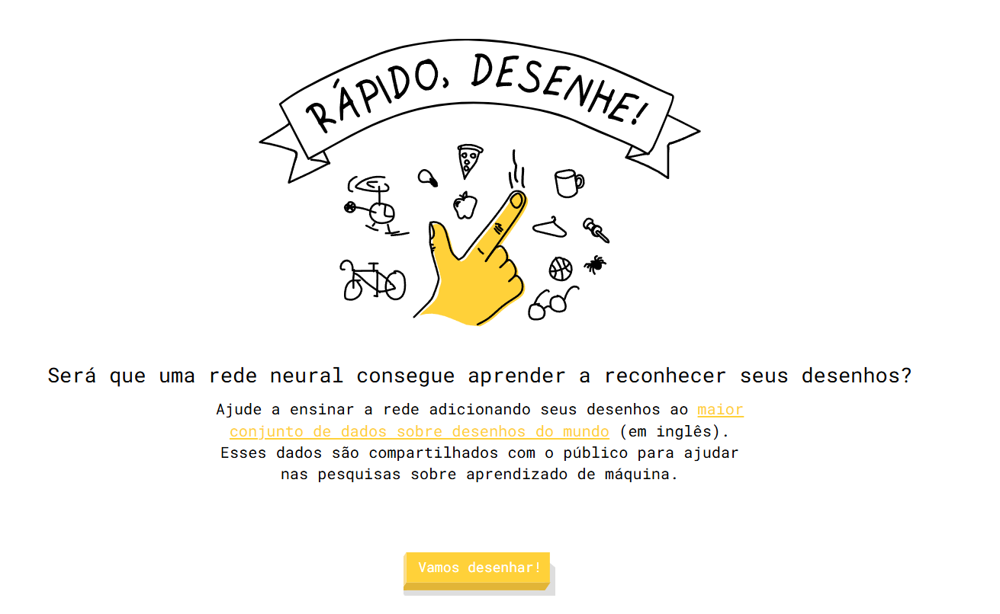 RÁPIDO, DESENHE!
Será que uma rede neural consegue aprender a reconhecer seus desenhos?
Ajude a ensinar a rede adicionando seus desenhos ao maior
conjunto de dados sobre desenhos do mundo (em inglês).
Esses dados são compartilhados com o público para ajudar
nas pesquisas sobre aprendizado de máquina.
Vamos desenhar!